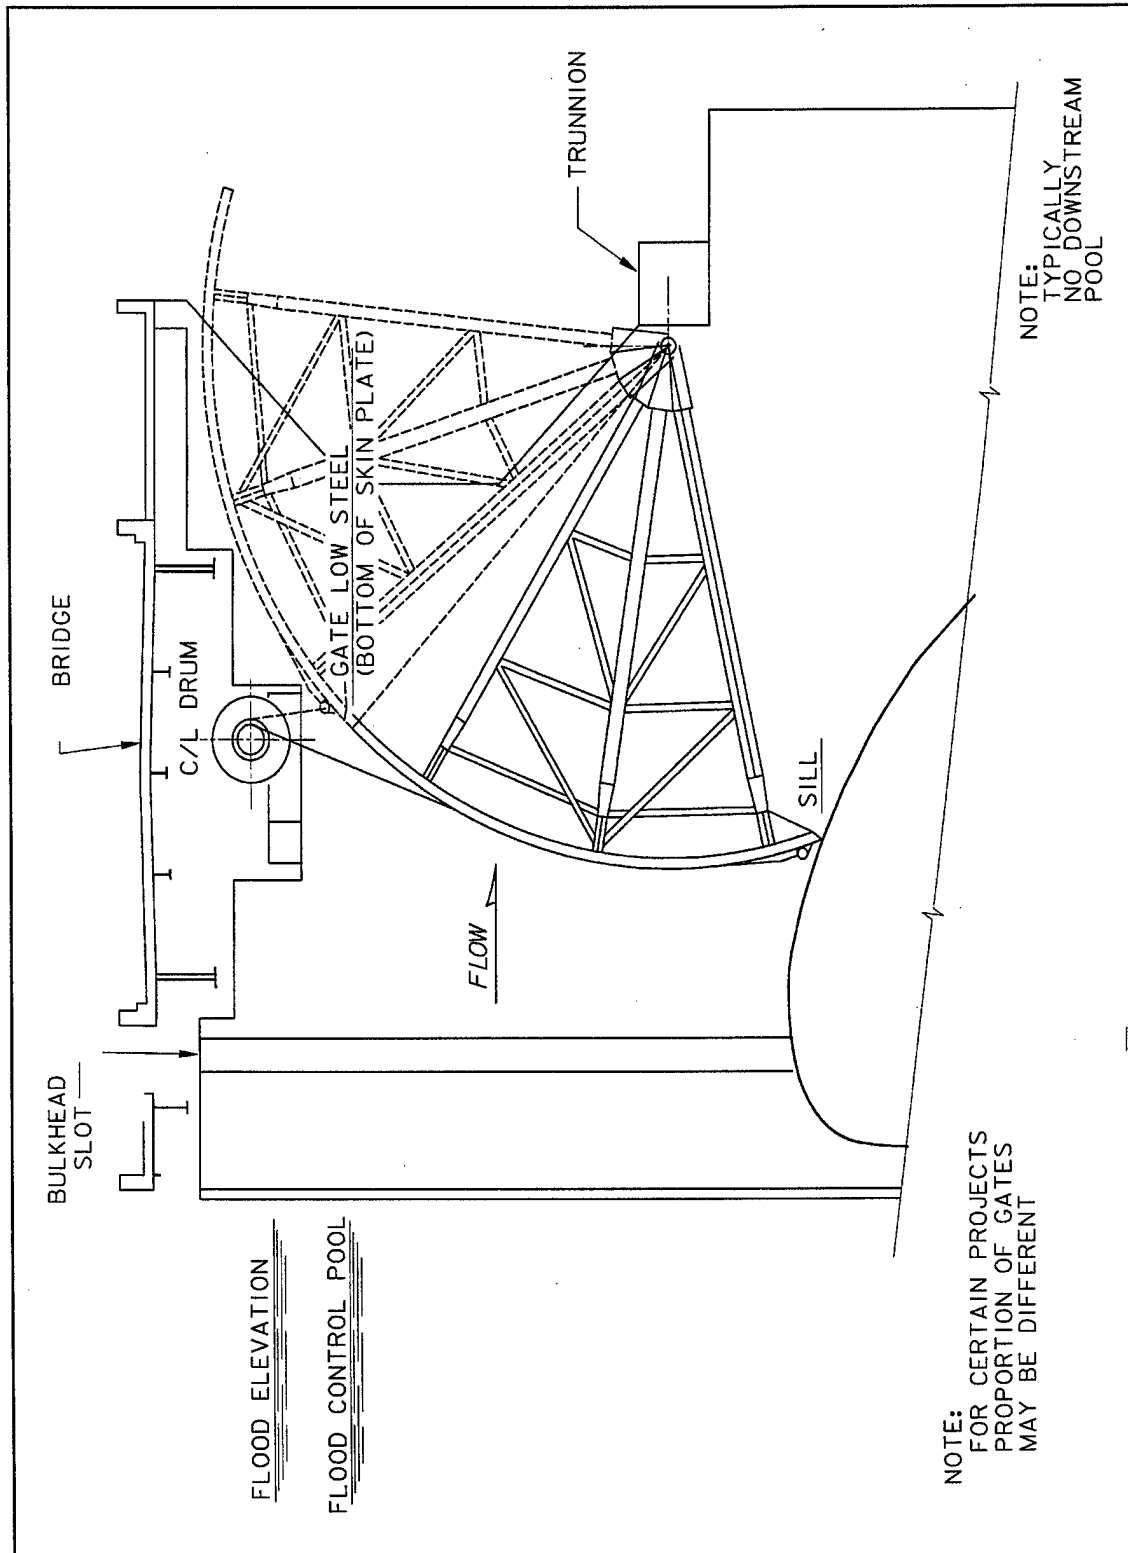 BULKHEAD
SLOT
BRIDGE
C/L DRUM
FLOOD ELEVATION
FLOOD CONTROL POOL
GATE LOW STEEL
(BOTTOM OF SKIN PLATE)
FLOW
TRUNNION
SILL
NOTE:
FOR CERTAIN PROJECTS
PROPORTION OF GATES
MAY BE DIFFERENT
NOTE:
TYPICALLY
NO DOWNSTREAM
POOL